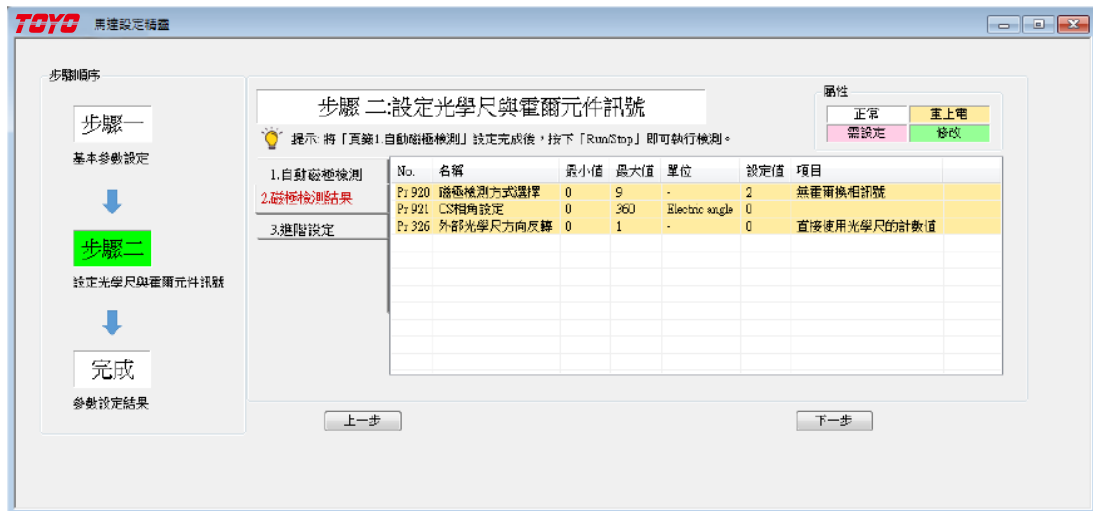 TOYO 馬達設定精靈
步驟順序
步驟一
基本參數設定
步驟二
設定光學尺與霍爾元件訊號
完成
參數設定結果
步驟 二:設定光學尺與霍爾元件訊號
提示: 將「頁籤1.自動磁極檢測」設定完成後，按下「Run/Stop」即可執行檢測。
屬性
正常 重上電
需設定 修改
1.自動磁極檢測
2.磁極檢測結果
3.進階設定
No. 名稱 最小值 最大值 單位 設定值 項目
Pr 920 磁極檢測方式選擇 0 9 - 2 無霍爾換相訊號
Pr 921 CS相角設定 0 360 Electric angle 0
Pr 326 外部光學尺方向反轉 0 1 - 0 直接使用光學尺的計數值
上一步 下一步